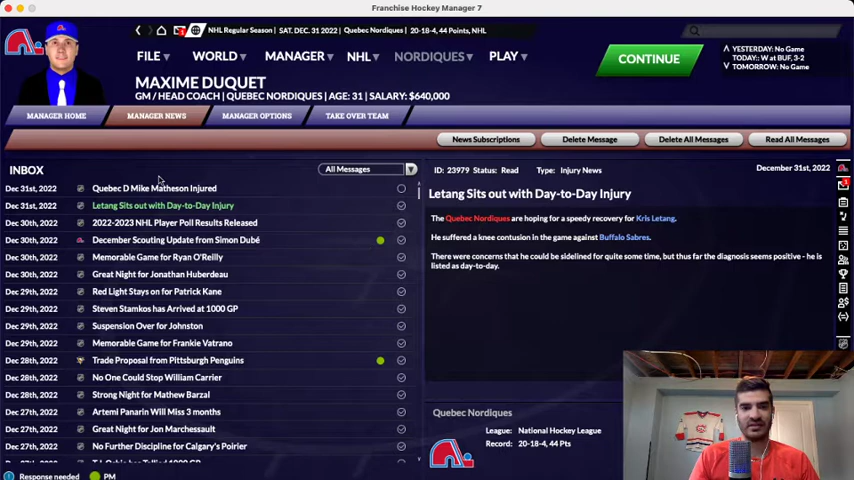 Franchise Hockey Manager 7
NHL Regular Season | SAT. DEC. 31 2022 | Quebec Nordiques | 20-18-4, 44 Points, NHL
FILE WORLD MANAGER NHL NORDIQUES PLAY
CONTINUE
YESTERDAY: No Game
TODAY:: W at BUF, 3-2
TOMORROW: No Game
MAXIME DUQUET
GM / HEAD COACH | QUEBEC NORDIQUES | AGE: 31 | SALARY: $640,000
MANAGER HOME MANAGER NEWS MANAGER OPTIONS TAKE OVER TEAM
News Subscriptions Delete Message Delete All Messages Read All Messages
INBOX All Messages
Dec 31st, 2022 Quebec D Mike Matheson Injured
Dec 31st, 2022 Letang Sits out with Day-to-Day Injury
Dec 30th, 2022 2022-2023 NHL Player Poll Results Released
Dec 30th, 2022 December Scouting Update from Simon Dubé
Dec 30th, 2022 Memorable Game for Ryan O'Reilly
Dec 30th, 2022 Great Night for Jonathan Huberdeau
Dec 29th, 2022 Red Light Stays on for Patrick Kane
Dec 29th, 2022 Steven Stamkos has Arrived at 1000 GP
Dec 29th, 2022 Suspension Over for Johnston
Dec 29th, 2022 Memorable Game for Frankie Vatrano
Dec 28th, 2022 Trade Proposal from Pittsburgh Penguins
Dec 28th, 2022 No One Could Stop William Carrier
Dec 28th, 2022 Strong Night for Mathew Barzal
Dec 27th, 2022 Artemi Panarin Will Miss 3 months
Dec 27th, 2022 Great Night for Jon Marchessault
Dec 27th, 2022 No Further Discipline for Calgary's Poirier
Response needed PM
ID: 23979 Status: Read Type: Injury News December 31st, 2022
Letang Sits out with Day-to-Day Injury
The Quebec Nordiques are hoping for a speedy recovery for Kris Letang.
He suffered a knee contusion in the game against Buffalo Sabres.
There were concerns that he could be sidelined for quite some time, but thus far the diagnosis seems positive - he is
listed as day-to-day.
Quebec Nordiques
League: National Hockey League
Record: 20-18-4, 44 Pts